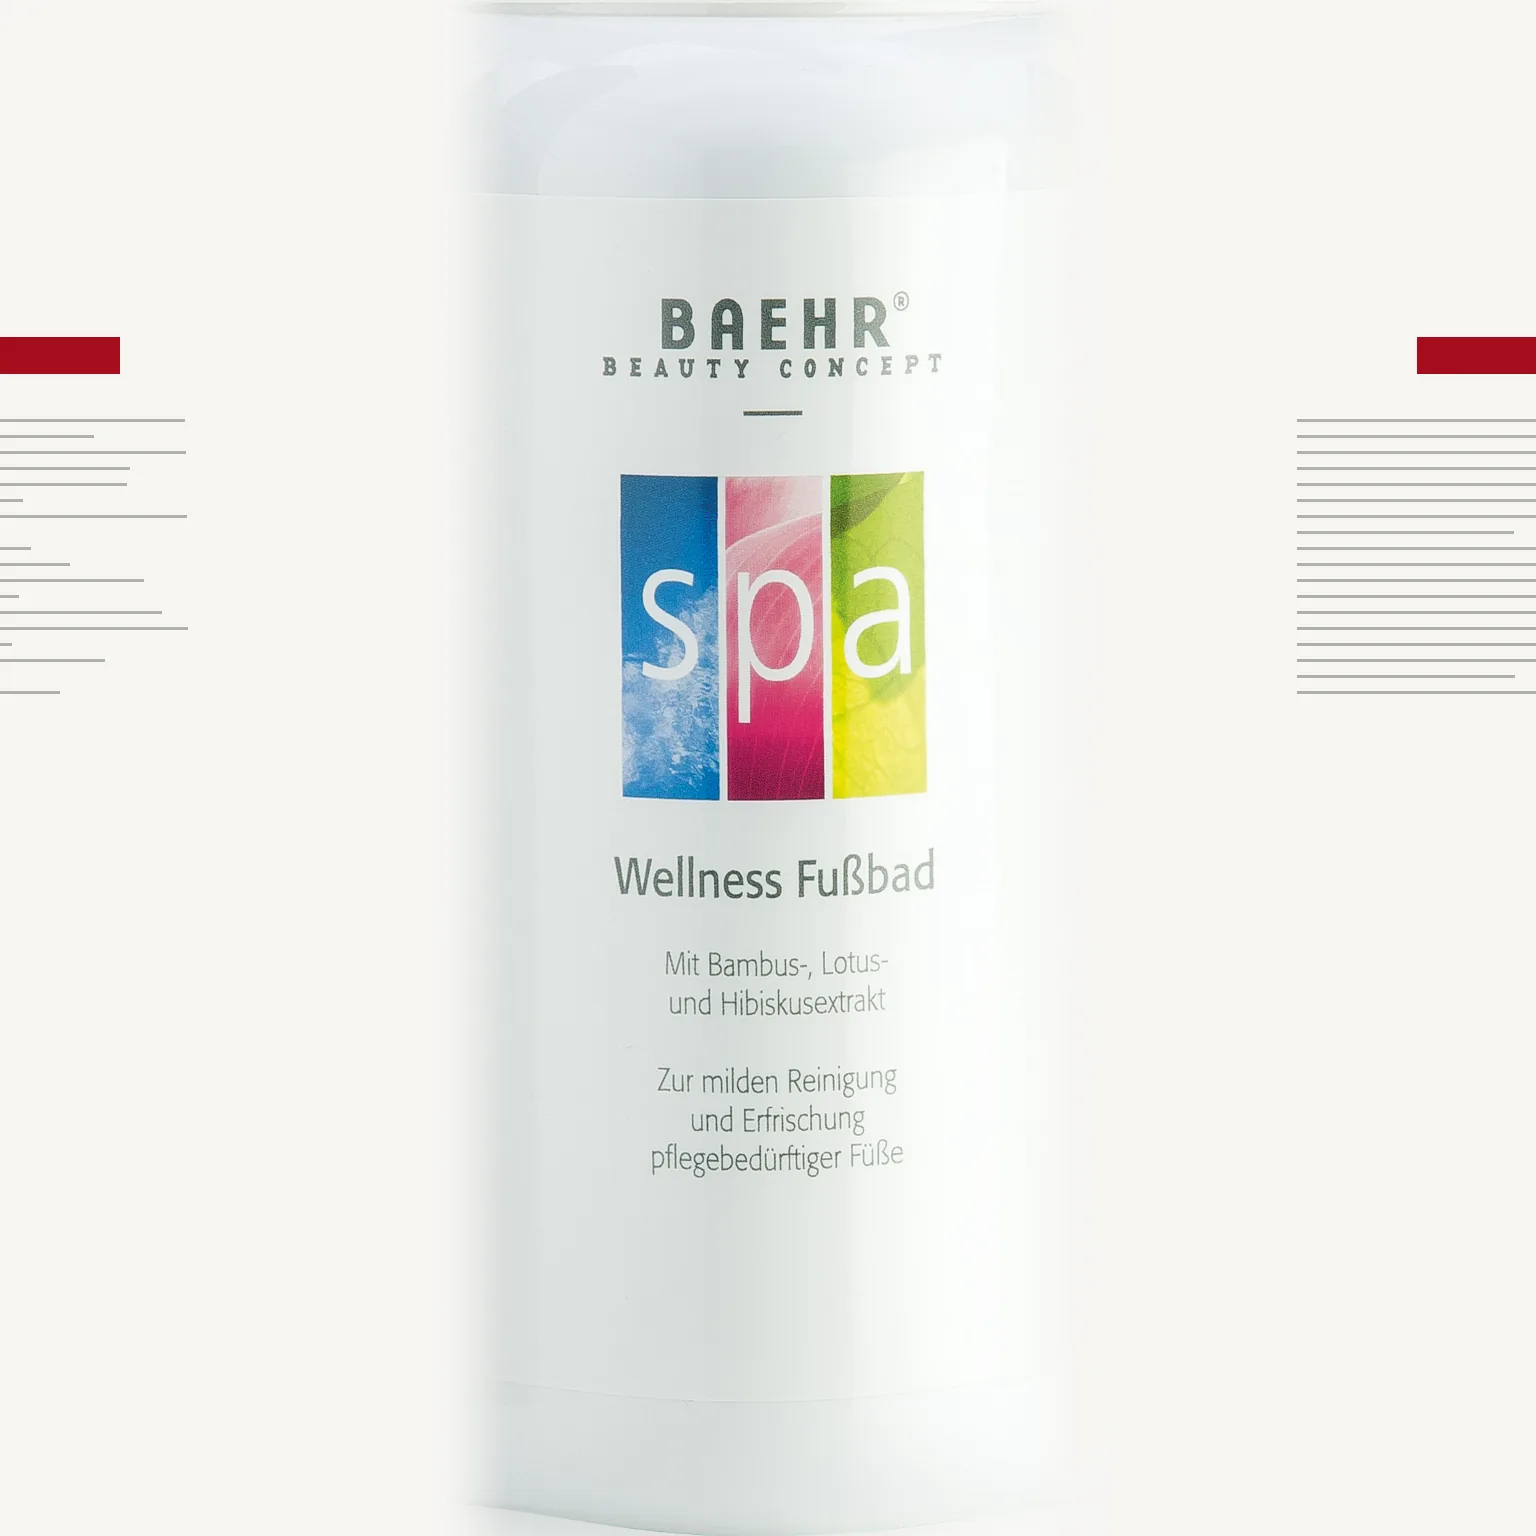 BAEHR®
BEAUTY CONCEPT
spa
Wellness Fußbad
Mit Bambus-, Lotus-
und Hibiskusextrakt
Zur milden Reinigung
und Erfrischung
pflegebedürftiger Füße